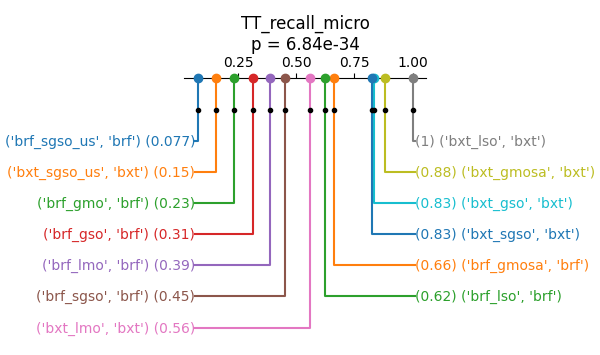 TT_recall_micro
p = 6.84e-34
0.25 0.50 0.75 1.00
('brf_sgso_us', 'brf') (0.077)
(1) ('bxt_lso', 'bxt')
('bxt_sgso_us', 'bxt') (0.15)
(0.88) ('bxt_gmosa', 'bxt')
('brf_gmo', 'brf') (0.23)
(0.83) ('bxt_gso', 'bxt')
('brf_gso', 'brf') (0.31)
(0.83) ('bxt_sgso', 'bxt')
('brf_lmo', 'brf') (0.39)
(0.66) ('brf_gmosa', 'brf')
('brf_sgso', 'brf') (0.45)
(0.62) ('brf_lso', 'brf')
('bxt_lmo', 'bxt') (0.56)